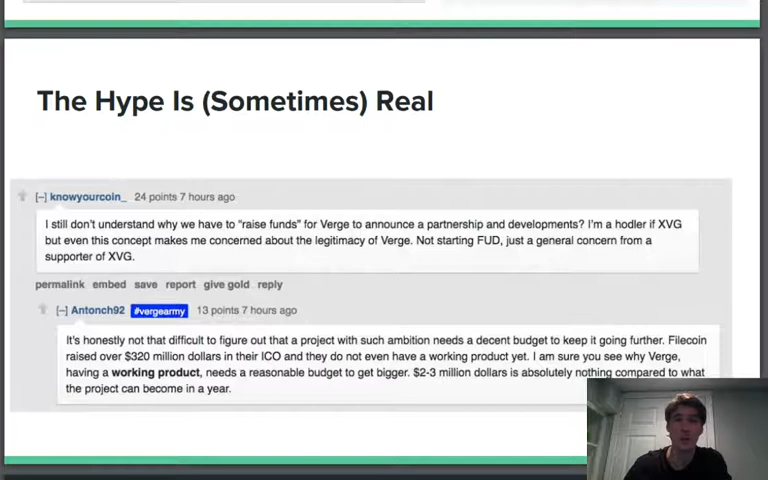 The Hype Is (Sometimes) Real
[–] knowyourcoin_ 24 points 7 hours ago
I still don't understand why we have to "raise funds" for Verge to announce a partnership and developments? I'm a hodler if XVG
but even this concept makes me concerned about the legitimacy of Verge. Not starting FUD, just a general concern from a
supporter of XVG.
permalink embed save report give gold reply
[–] Antonch92 #vergearmy 13 points 7 hours ago
It's honestly not that difficult to figure out that a project with such ambition needs a decent budget to keep it going further. Filecoin
raised over $320 million dollars in their ICO and they do not even have a working product yet. I am sure you see why Verge,
having a working product, needs a reasonable budget to get bigger. $2-3 million dollars is absolutely nothing compared to what
the project can become in a year.